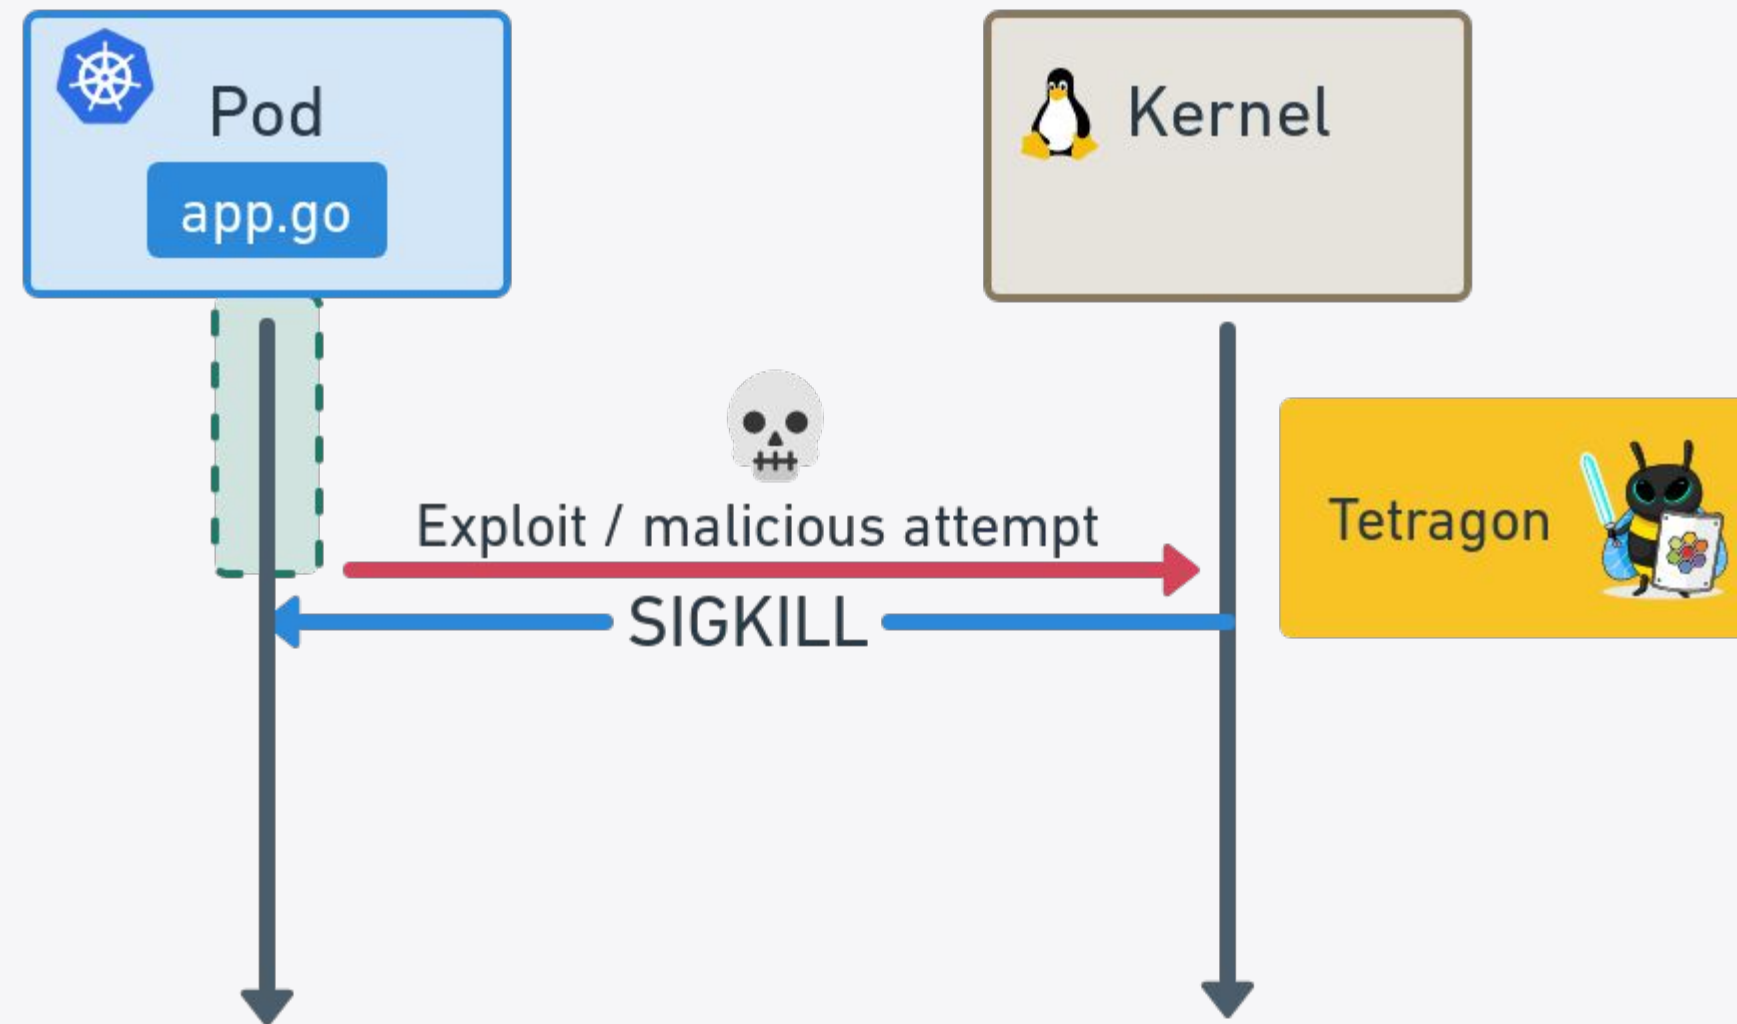 Pod
app.go
Kernel
Exploit / malicious attempt
SIGKILL
Tetragon